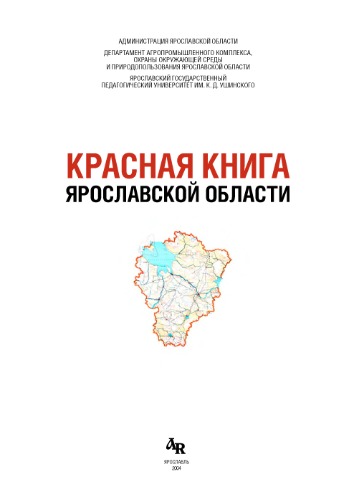 АДМИНИСТРАЦИЯ ЯРОСЛАВСКОЙ ОБЛАСТИ
ДЕПАРТАМЕНТ АГРОПРОМЫШЛЕННОГО КОМПЛЕКСА,
ОХРАНЫ ОКРУЖАЮЩЕЙ СРЕДЫ
И ПРИРОДОПОЛЬЗОВАНИЯ ЯРОСЛАВСКОЙ ОБЛАСТИ
ЯРОСЛАВСКИЙ ГОСУДАРСТВЕННЫЙ
ПЕДАГОГИЧЕСКИЙ УНИВЕРСИТЕТ ИМ. К. Д. УШИНСКОГО
КРАСНАЯ КНИГА
ЯРОСЛАВСКОЙ ОБЛАСТИ
AR
ЯРОСЛАВЛЬ
2004